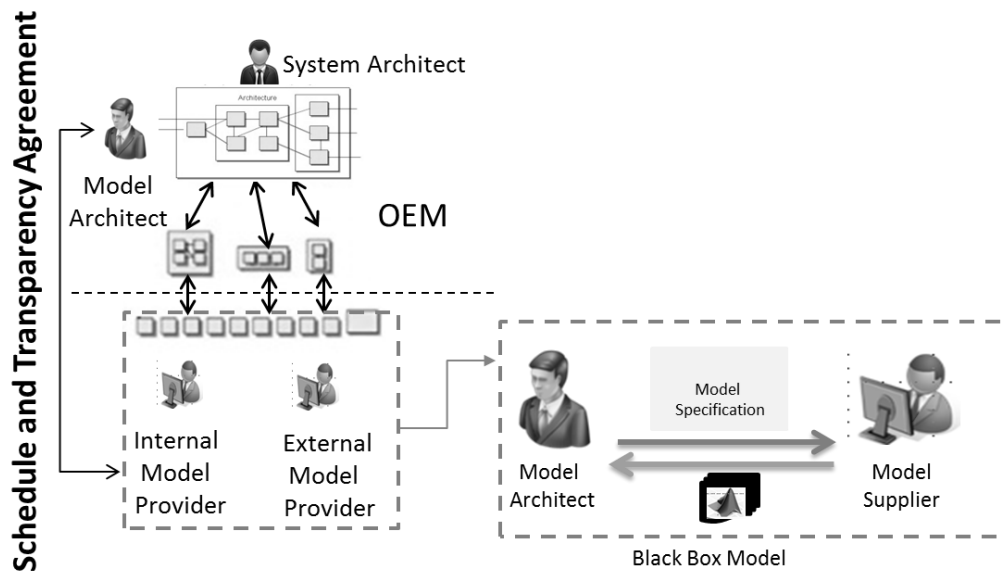 Schedule and Transparency Agreement
System Architect
Architecture
Model
Architect
OEM
Internal
Model
Provider
External
Model
Provider
Model
Specification
Model
Architect
Model
Supplier
Black Box Model